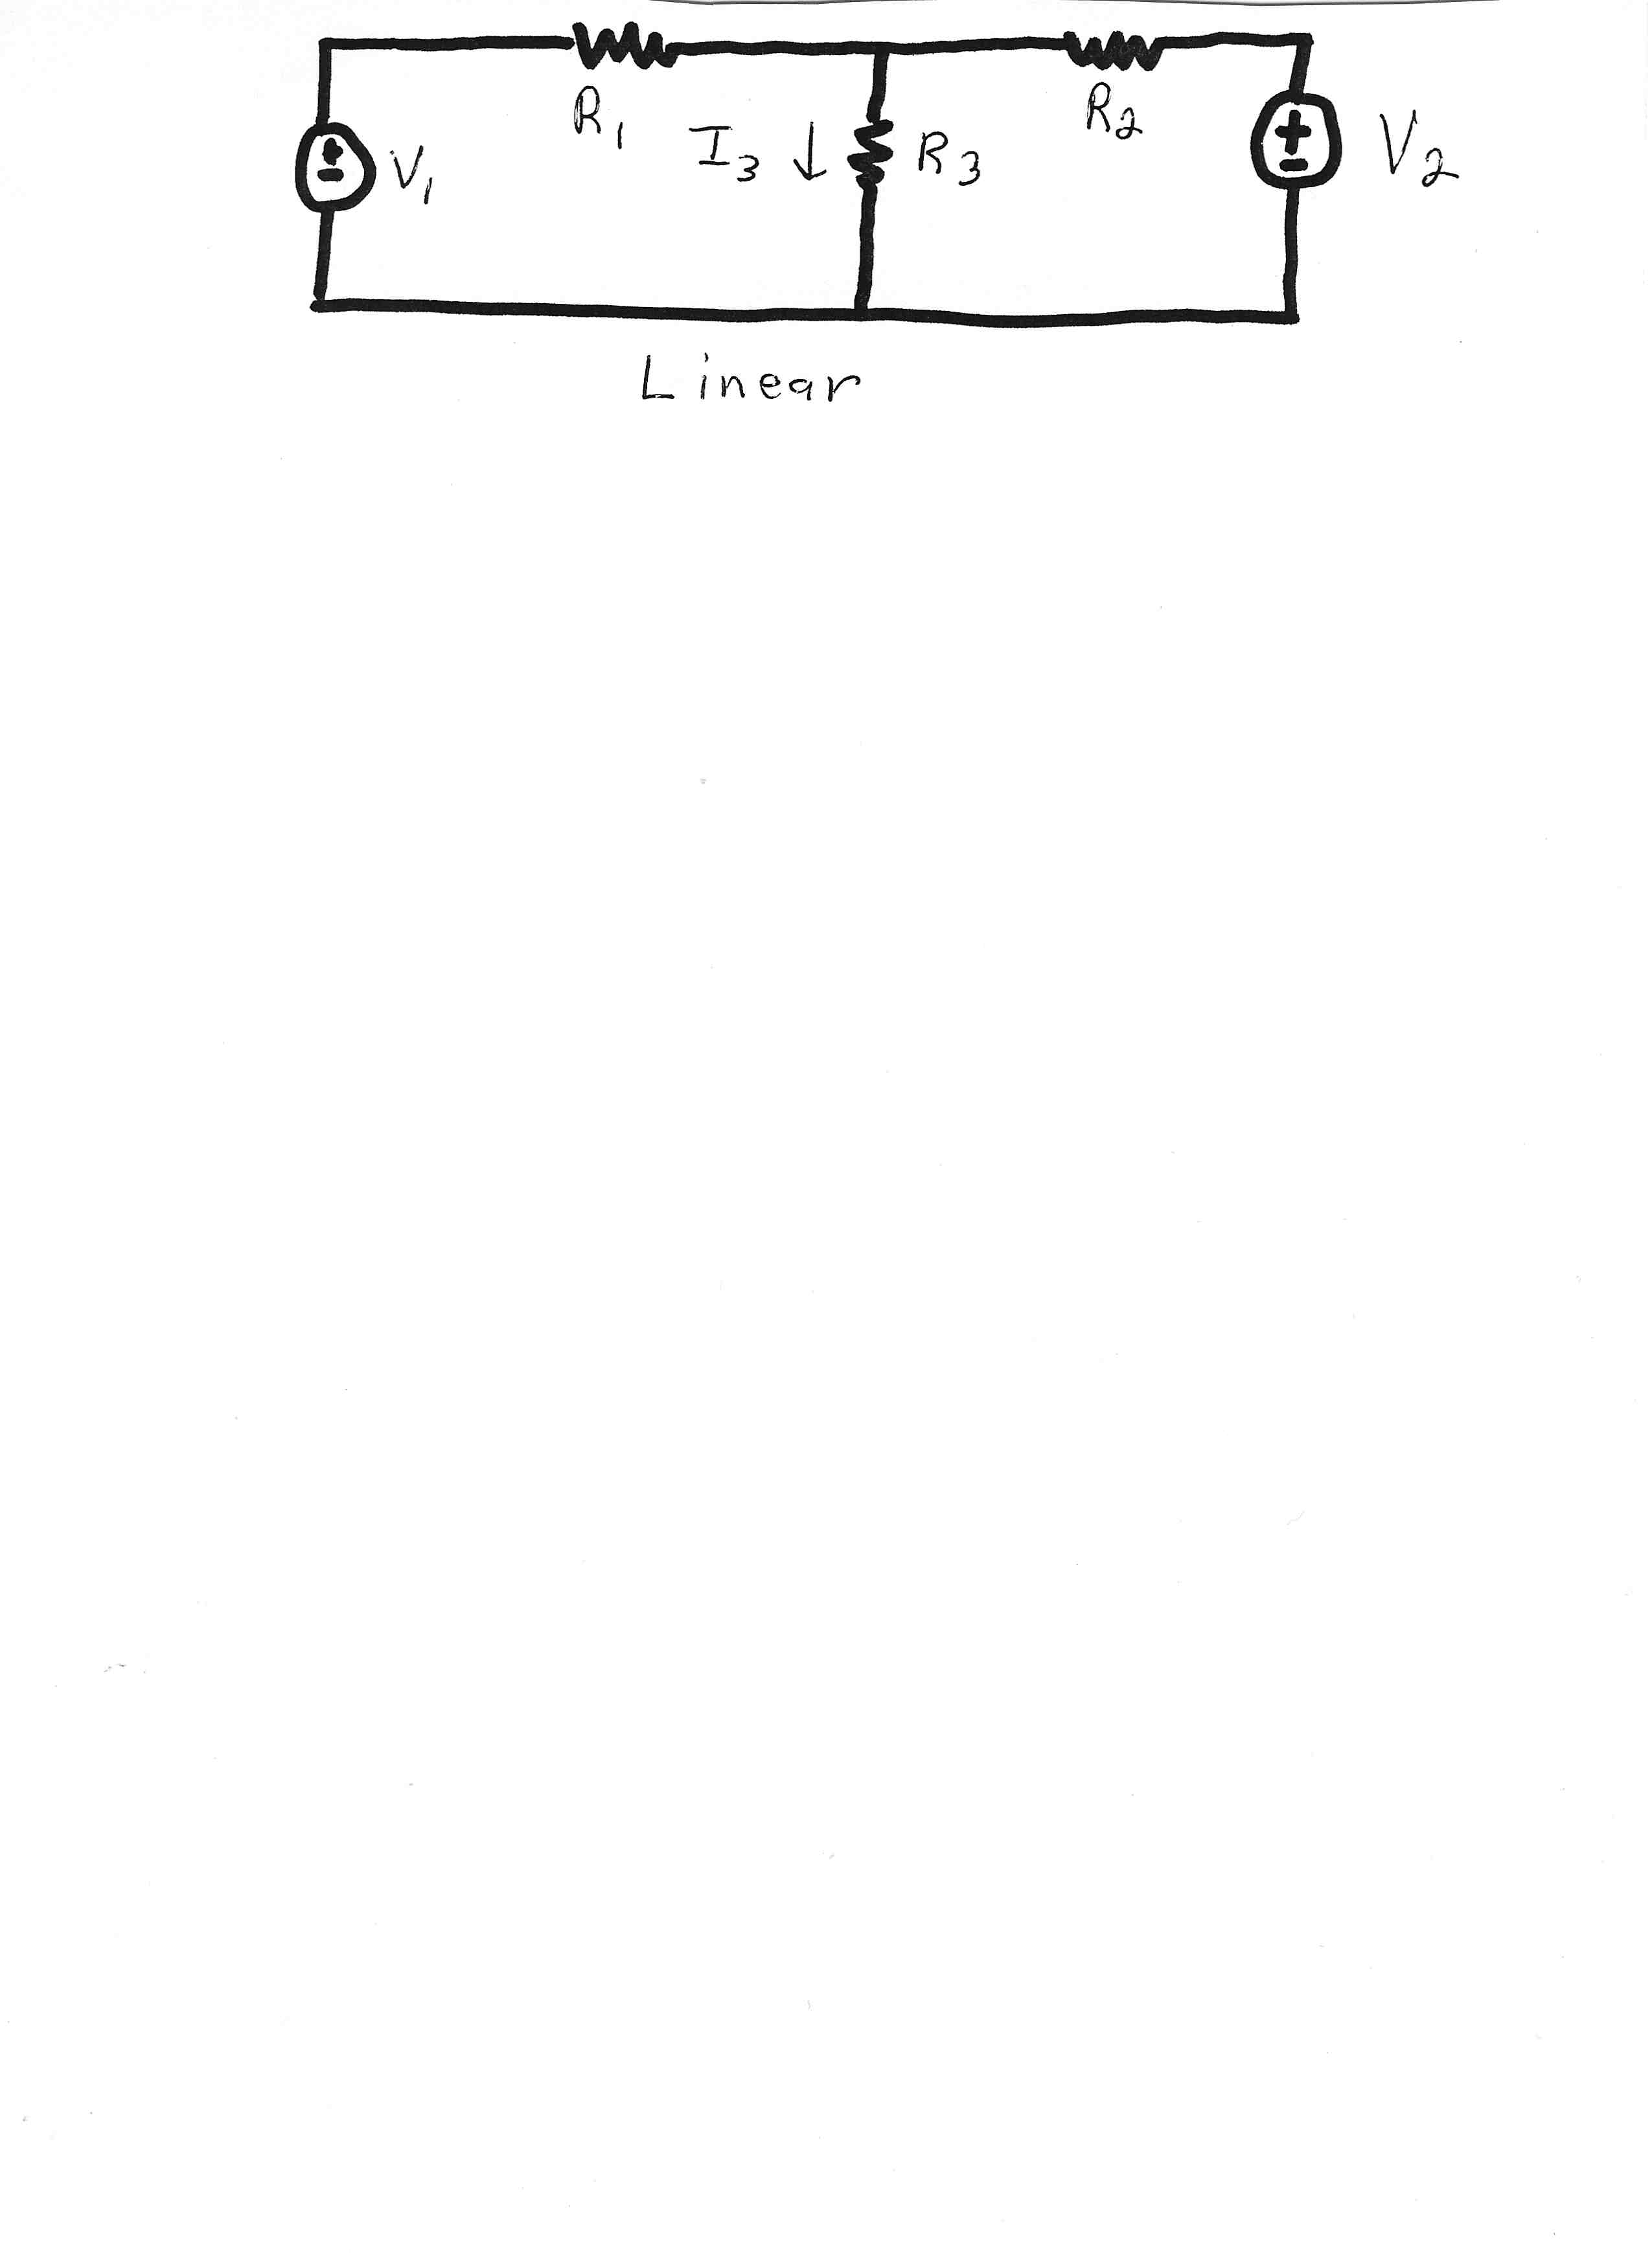 R₁ R₂
V₁ I₃ ↓ R₃ V₂
Linear